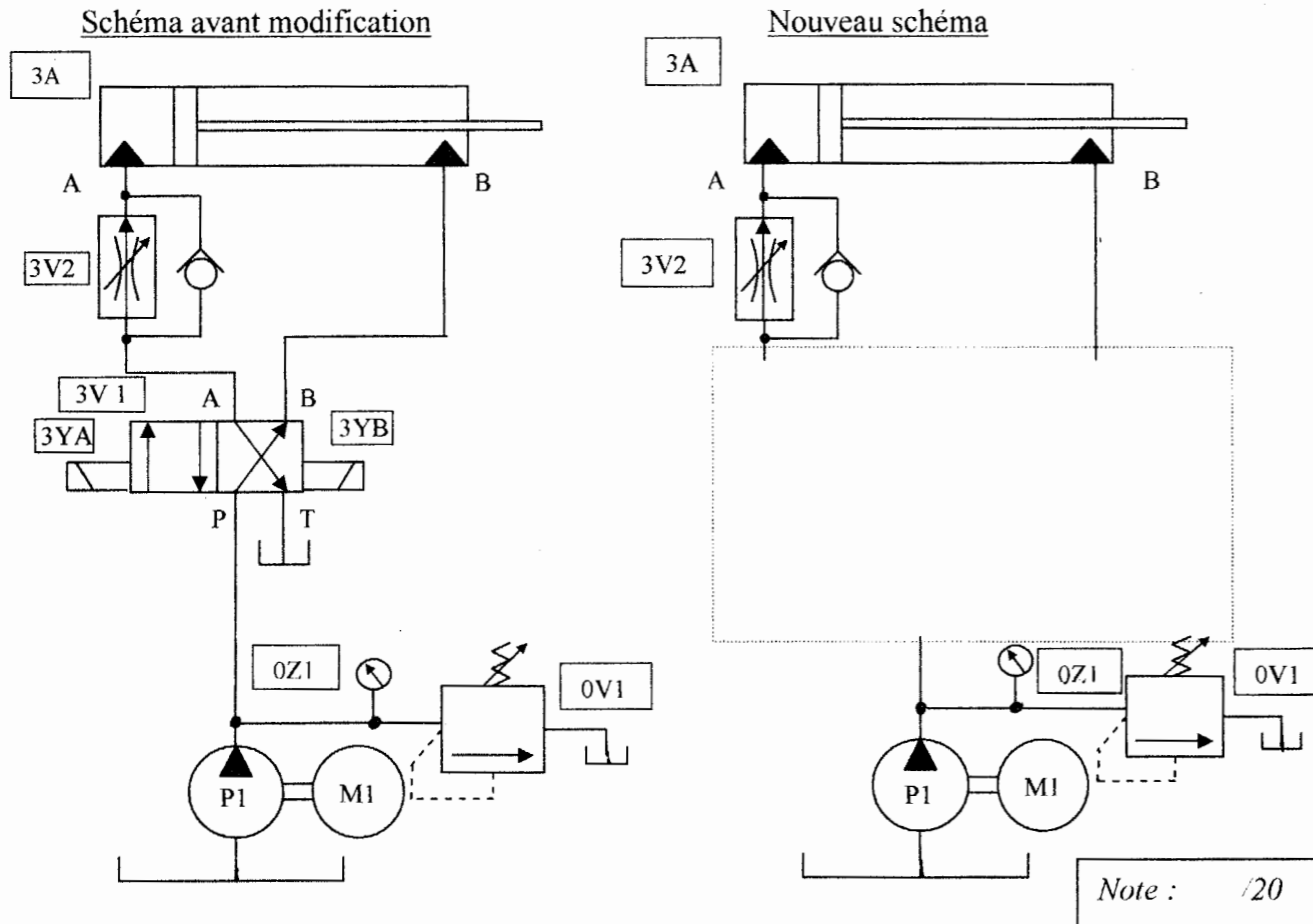 Schéma avant modification
3A
A
B
3V2
3V 1
A
B
3YA
3YB
P
T
0Z1
0V1
P1
M1
Nouveau schéma
3A
A
B
3V2
0Z1
0V1
P1
M1
Note : /20